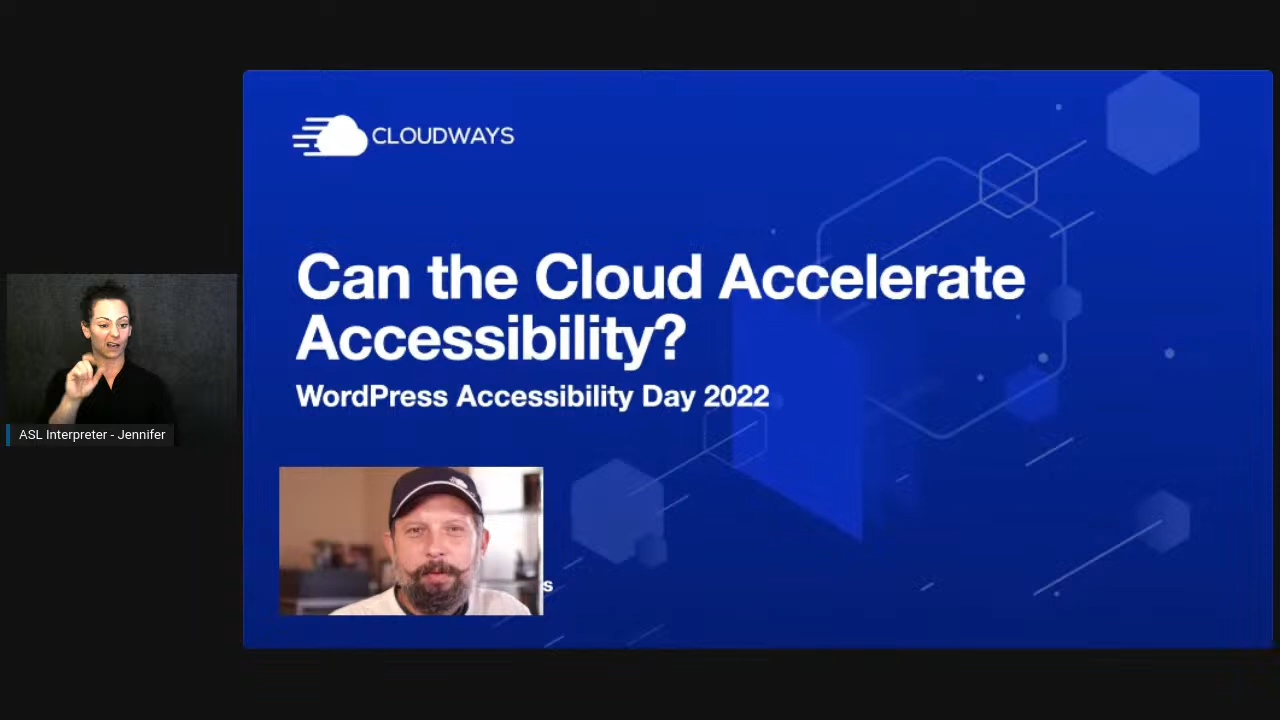 CLOUDWAYS
Can the Cloud Accelerate
Accessibility?
WordPress Accessibility Day 2022
s
ASL Interpreter - Jennifer